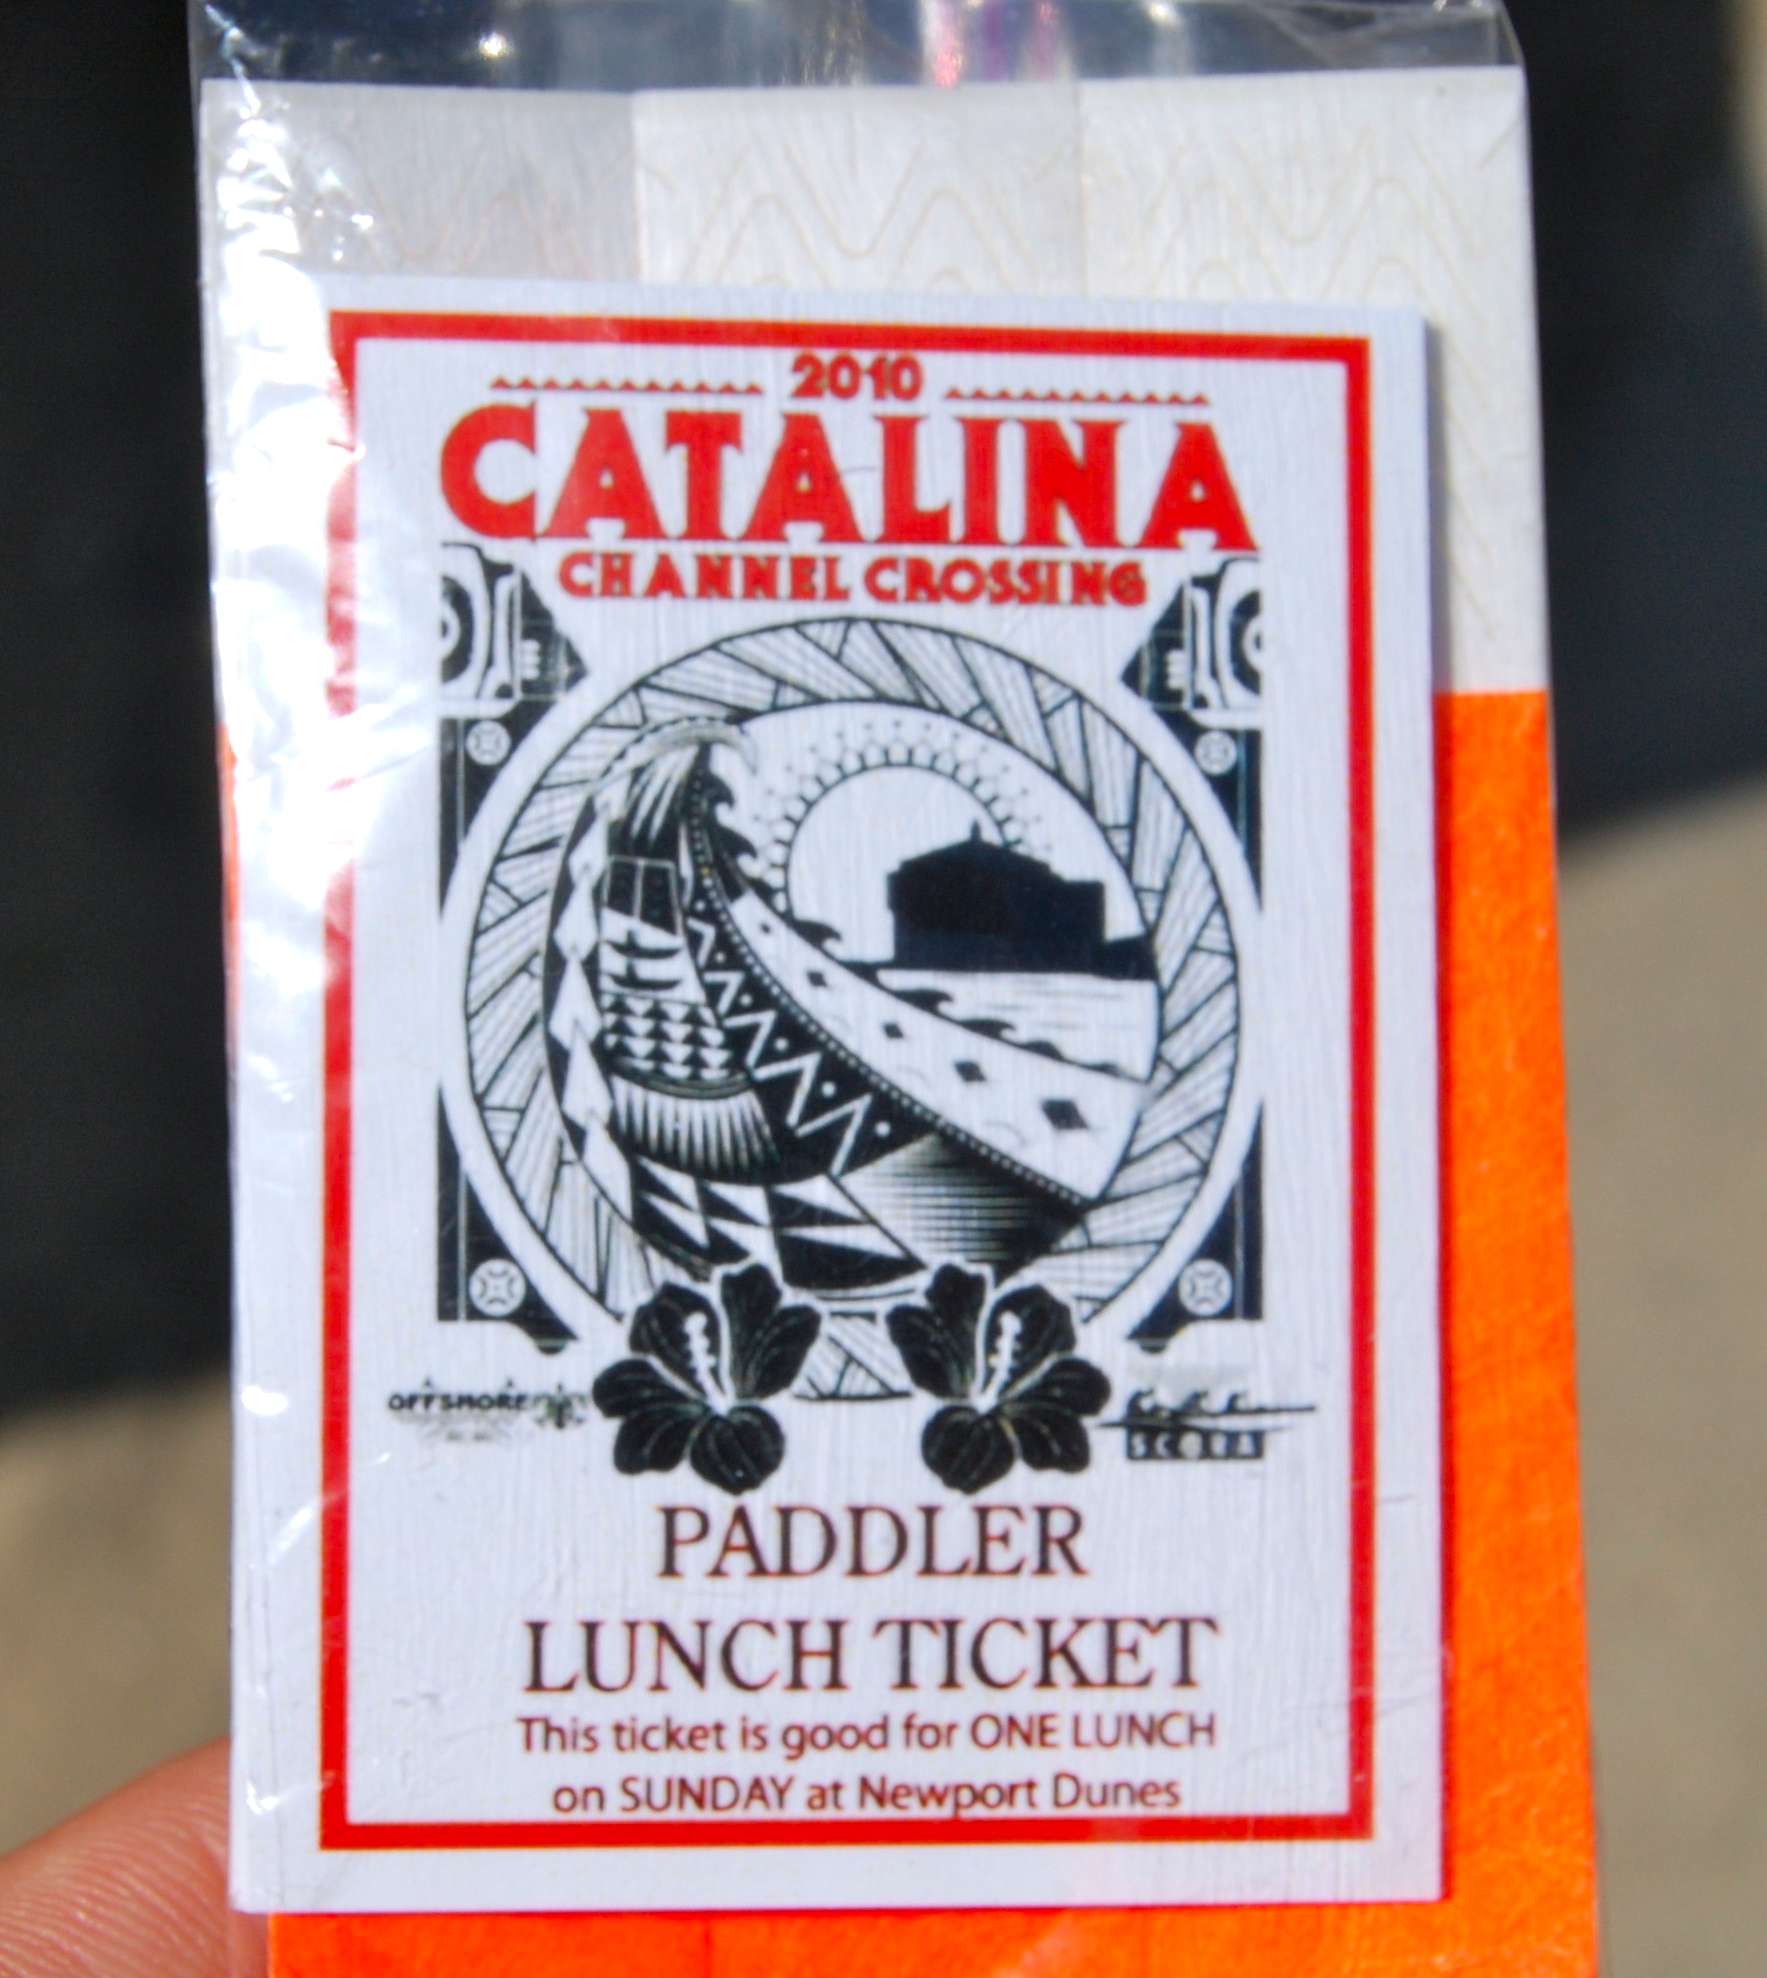 2010
CATALINA
CHANNEL CROSSING
OFFSHORE
SCORA
PADDLER
LUNCH TICKET
This ticket is good for ONE LUNCH
on SUNDAY at Newport Dunes